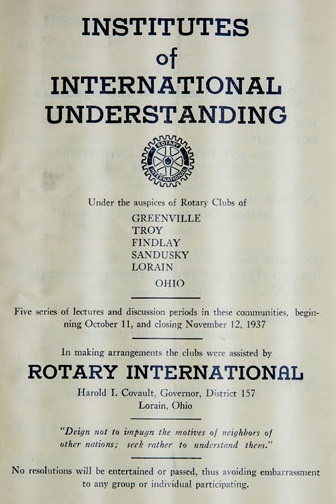 INSTITUTES
of
INTERNATIONAL
UNDERSTANDING
ROTARY
INTERNATIONAL
Under the auspices of Rotary Clubs of
GREENVILLE
TROY
FINDLAY
SANDUSKY
LORAIN
OHIO
Five series of lectures and discussion periods in these communities, begin-
ning October 11, and closing November 12, 1937
In making arrangements the clubs were assisted by
ROTARY INTERNATIONAL
Harold I. Covault, Governor, District 157
Lorain, Ohio
"Deign not to impugn the motives of neighbors of
other nations; seek rather to understand them."
No resolutions will be entertained or passed, thus avoiding embarrassment
to any group or individual participating.